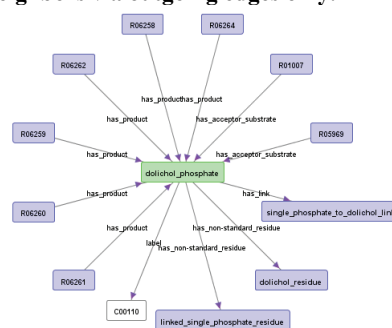 R06258
R06264
R06262
R01007
has_product
has_product
has_product
has_acceptor_substrate
R06259
R05969
has_product
has_acceptor_substrate
dolichol_phosphate
has_product
has_link
R06260
single_phosphate_to_dolichol_link
has_product
has_non-standard_residue
label
has_non-standard_residue
R06261
dolichol_residue
C00110
linked_single_phosphate_residue